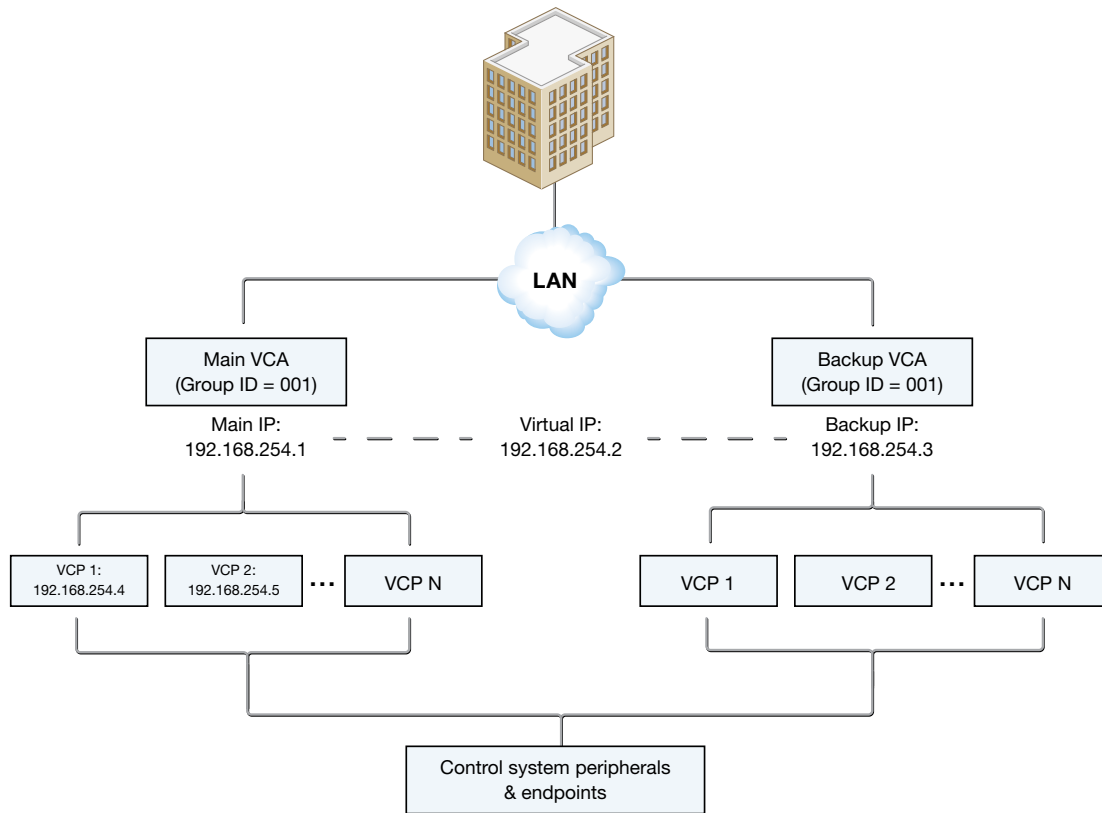 LAN
Main VCA
(Group ID = 001)
Backup VCA
(Group ID = 001)
Main IP:
192.168.254.1
Virtual IP:
192.168.254.2
Backup IP:
192.168.254.3
VCP 1:
192.168.254.4
VCP 2:
192.168.254.5
...
VCP N
VCP 1
VCP 2
...
VCP N
Control system peripherals
& endpoints